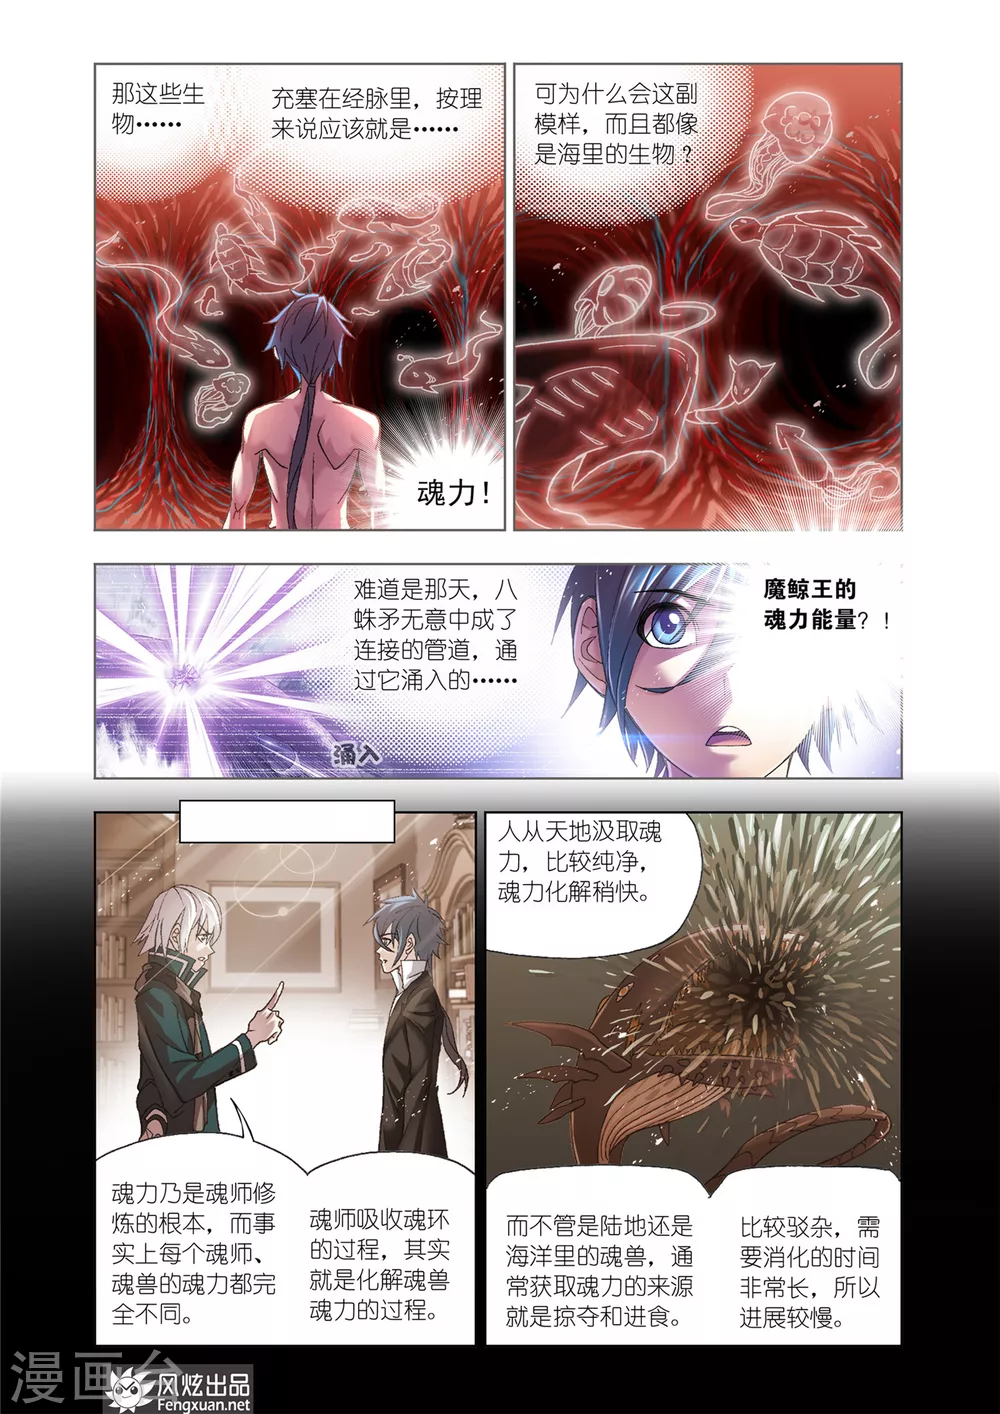 那这些生
物……
充塞在经脉里，按理
来说应该就是……
魂力！
可为什么会这副
模样，而且都像
是海里的生物？
难道是那天，八
蛛矛无意中成了
连接的管道，通
过它涌入的……
涌入
魔鲸王的
魂力能量？！
魂力乃是魂师修
炼的根本，而事
实上每个魂师、
魂兽的魂力都完
全不同。
魂师吸收魂环
的过程，其实
就是化解魂兽
魂力的过程。
人从天地汲取魂
力，比较纯净，
魂力化解稍快。
而不管是陆地还是
海洋里的魂兽，通
常获取魂力的来源
就是掠夺和进食。
比较驳杂，需
要消化的时间
非常长，所以
进展较慢。
漫画台
风炫出品
Fengxuan.net